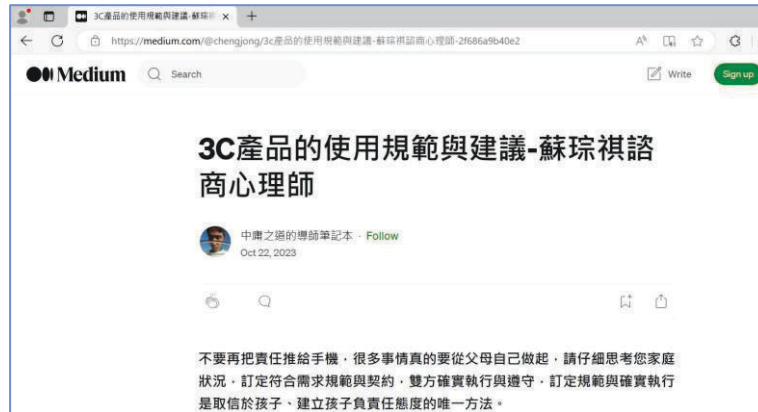 3C產品的使用規範與建議-蘇琮祺
https://medium.com/@chengjong/3c產品的使用規範與建議-蘇琮祺諮商心理師-2f686a9b40e2
Medium
Search
Write
Sign up
3C產品的使用規範與建議-蘇琮祺諮
商心理師
中庸之道的導師筆記本 · Follow
Oct 22, 2023
不要再把責任推給手機，很多事情真的要從父母自己做起，請仔細思考您家庭
狀況，訂定符合需求規範與契約，雙方確實執行與遵守，訂定規範與確實執行
是取信於孩子、建立孩子負責任態度的唯一方法。